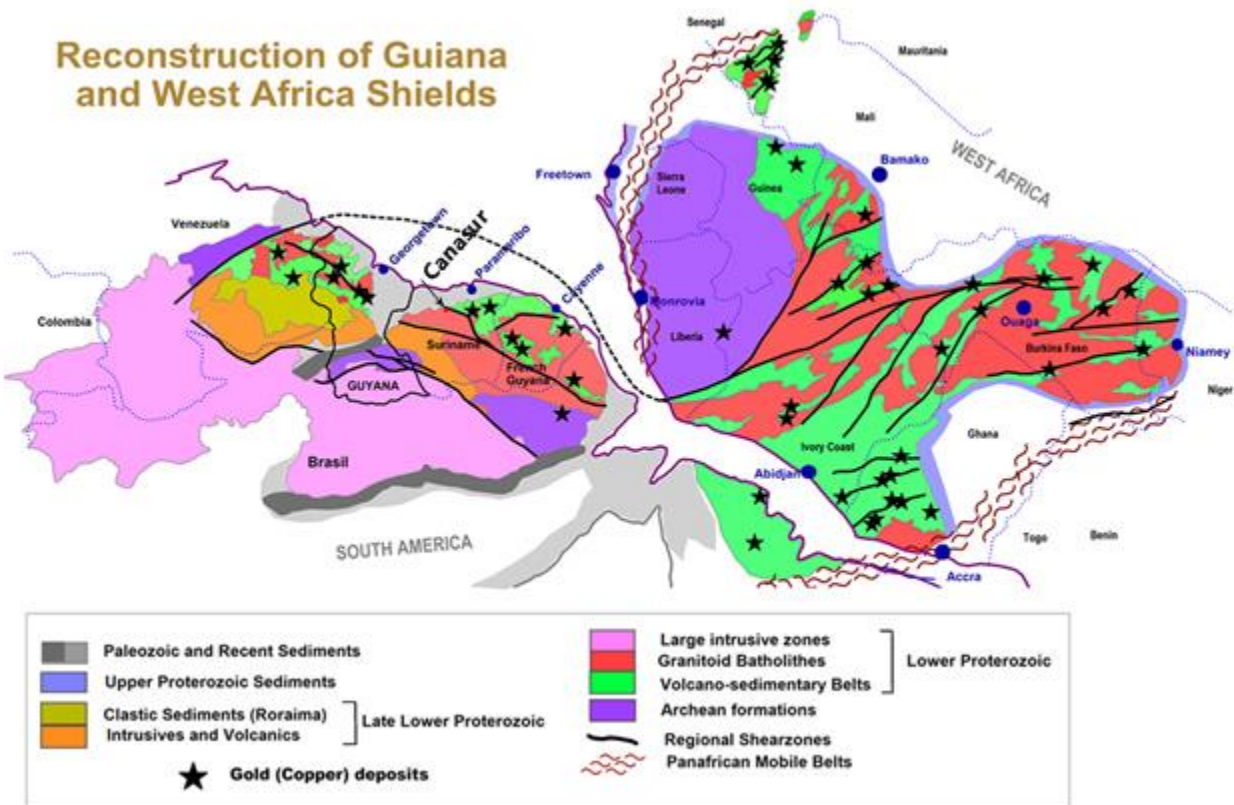 Reconstruction of Guiana
and West Africa Shields
Senegal
Mauritania
Mali
WEST AFRICA
Bamako
Freetown
Sierra
Leone
Guinea
Venezuela
Georgetown
Canasur
Paramaribo
Cayenne
Monrovia
Liberia
Colombia
Suriname
French
Guyana
GUYANA
Ouaga
Burkina Faso
Niamey
Niger
Ghana
Ivory Coast
Brasil
Abidjan
SOUTH AMERICA
Togo
Benin
Accra
Paleozoic and Recent Sediments
Upper Proterozoic Sediments
Clastic Sediments (Roraima)
Intrusives and Volcanics
Late Lower Proterozoic
Gold (Copper) deposits
Large intrusive zones
Granitoid Batholithes
Volcano-sedimentary Belts
Lower Proterozoic
Archean formations
Regional Shearzones
Panafrican Mobile Belts